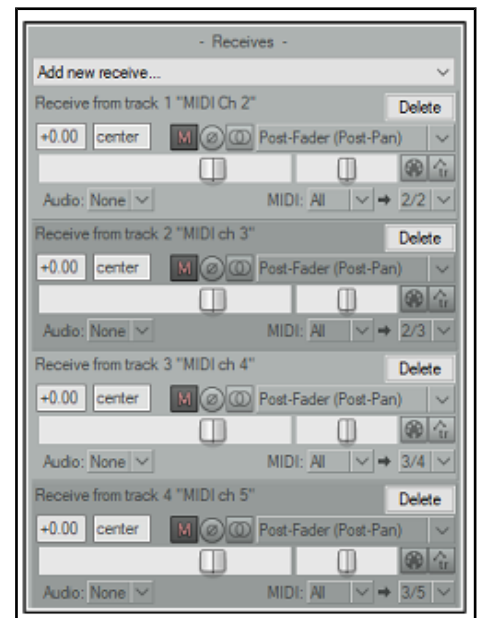 - Receives -
Add new receive...
Receive from track 1 "MIDI Ch 2" Delete
+0.00 center M Post-Fader (Post-Pan)
tr
Audio: None MIDI: All → 2/2
Receive from track 2 "MIDI ch 3" Delete
+0.00 center M Post-Fader (Post-Pan)
tr
Audio: None MIDI: All → 2/3
Receive from track 3 "MIDI ch 4" Delete
+0.00 center M Post-Fader (Post-Pan)
tr
Audio: None MIDI: All → 3/4
Receive from track 4 "MIDI ch 5" Delete
+0.00 center M Post-Fader (Post-Pan)
tr
Audio: None MIDI: All → 3/5